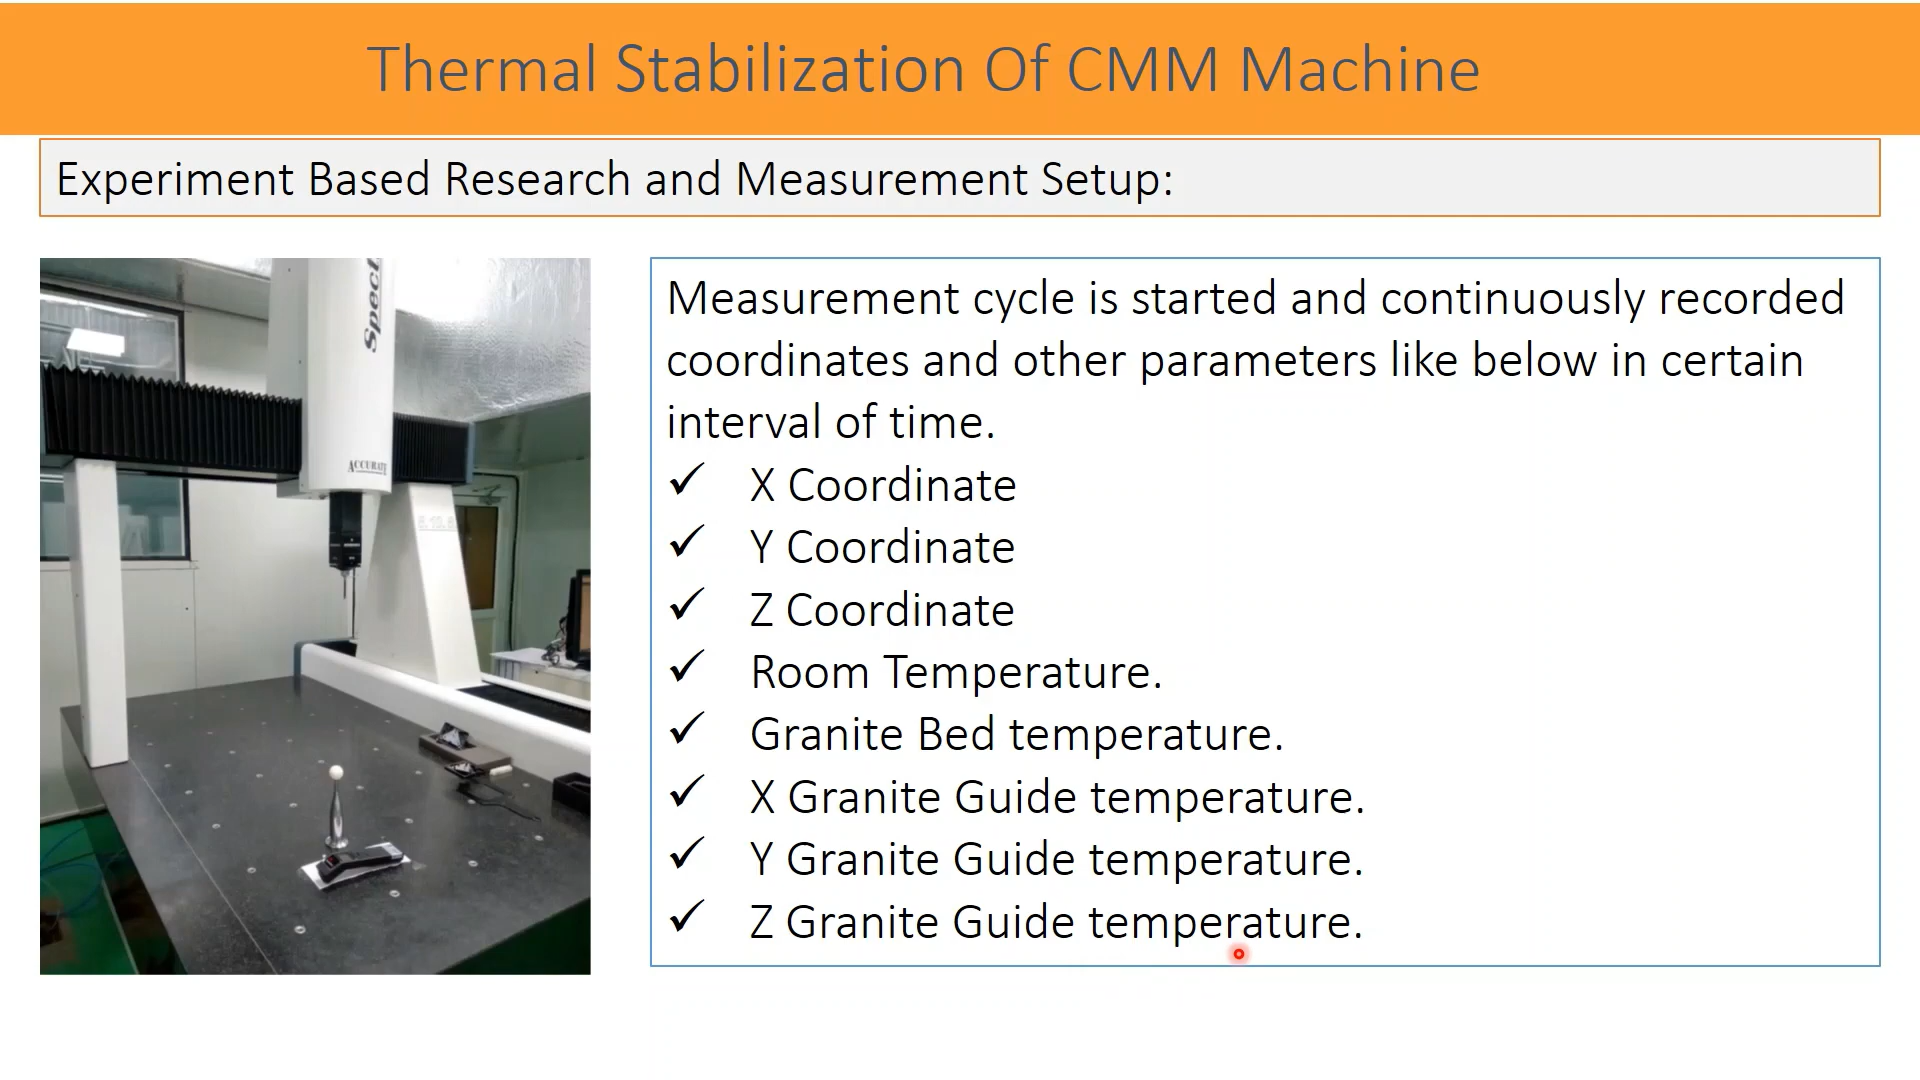 Thermal Stabilization Of CMM Machine
Experiment Based Research and Measurement Setup:
Spect
ACCURATE
Measurement cycle is started and continuously recorded
coordinates and other parameters like below in certain
interval of time.
✓ X Coordinate
✓ Y Coordinate
✓ Z Coordinate
✓ Room Temperature.
✓ Granite Bed temperature.
✓ X Granite Guide temperature.
✓ Y Granite Guide temperature.
✓ Z Granite Guide temperature.